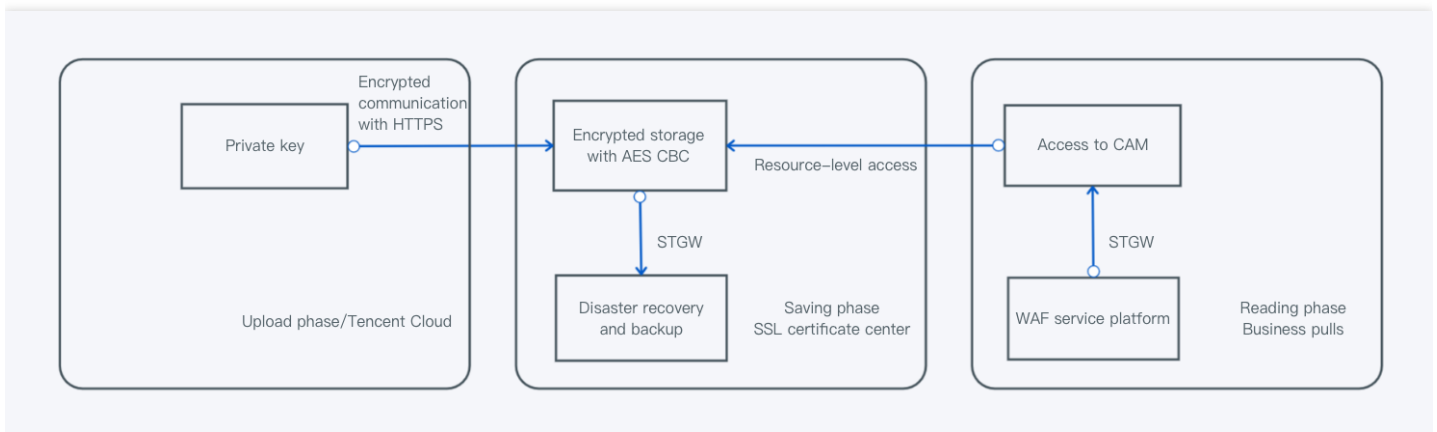 Encrypted
communication
with HTTPS
Private key
Upload phase/Tencent Cloud
Encrypted storage
with AES CBC
STGW
Disaster recovery
and backup
Saving phase
SSL certificate center
Resource-level access
Access to CAM
STGW
WAF service platform
Reading phase
Business pulls